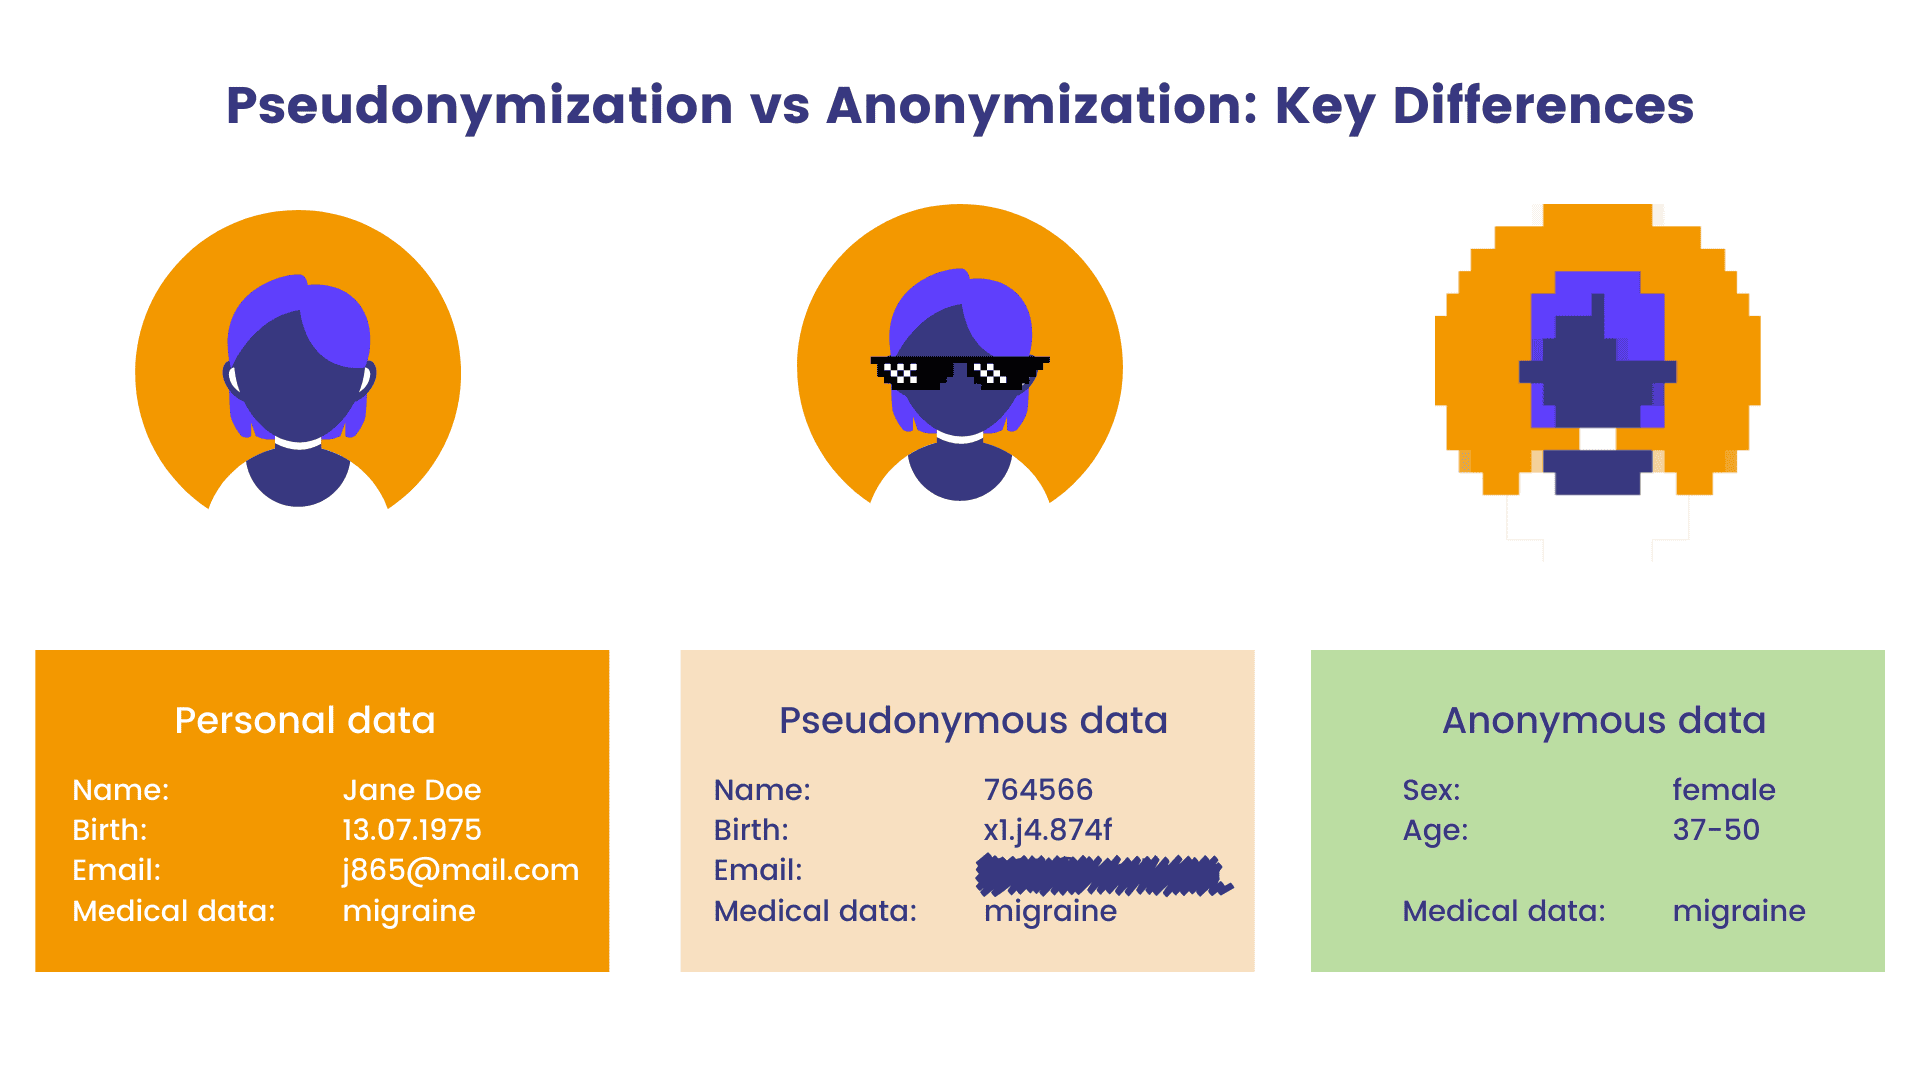 Pseudonymization vs Anonymization: Key Differences
Personal data
Name: Jane Doe
Birth: 13.07.1975
Email: j865@mail.com
Medical data: migraine
Pseudonymous data
Name: 764566
Birth: x1.j4.874f
Email:
Medical data: migraine
Anonymous data
Sex: female
Age: 37-50
Medical data: migraine